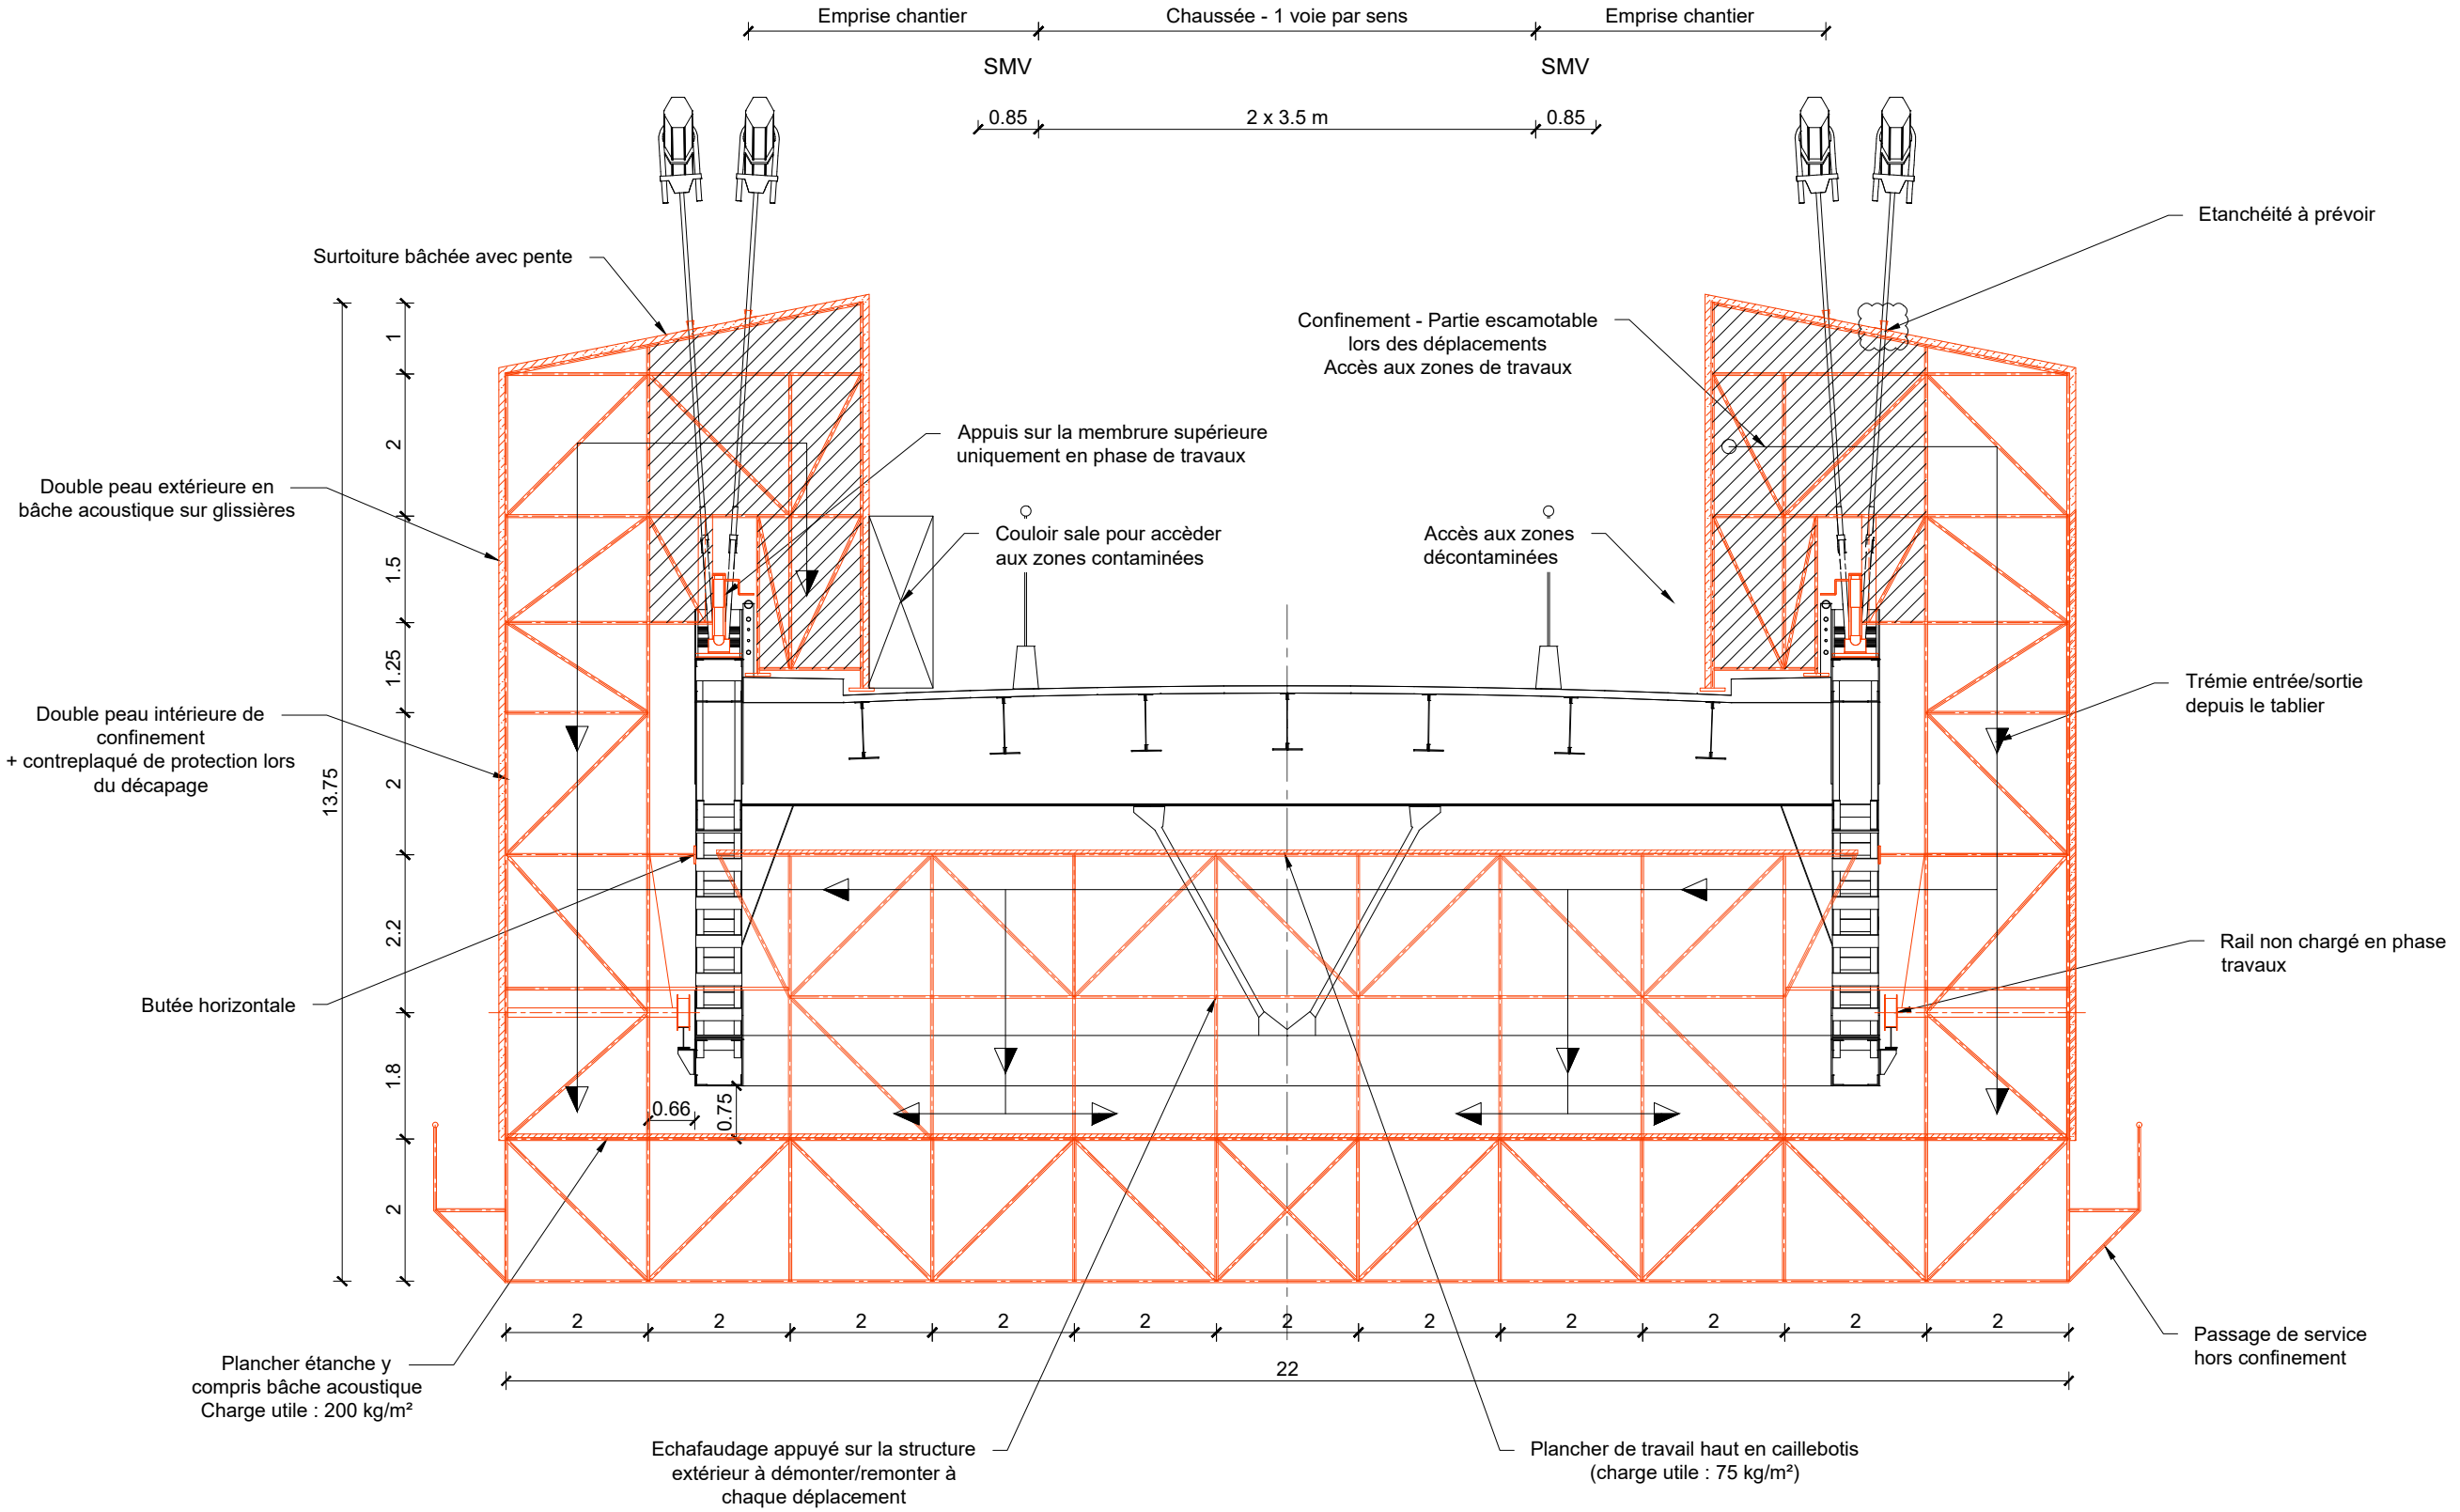 Emprise chantier
Chaussée - 1 voie par sens
Emprise chantier
SMV
SMV
0.85
2 x 3.5 m
0.85
Etanchéité à prévoir
Surtoiture bâchée avec pente
Confinement - Partie escamotable
lors des déplacements
Accès aux zones de travaux
Appuis sur la membrure supérieure
uniquement en phase de travaux
Double peau extérieure en
bâche acoustique sur glissières
Couloir sale pour accèder
aux zones contaminées
Accès aux zones
décontaminées
Trémie entrée/sortie
depuis le tablier
Double peau intérieure de
confinement
+ contreplaqué de protection lors
du décapage
13.75
1
2
1.5
1.25
2
2.2
1.8
2
Rail non chargé en phase
travaux
Butée horizontale
0.66
0.75
2
2
2
2
2
2
2
2
2
2
2
22
Plancher étanche y
compris bâche acoustique
Charge utile : 200 kg/m²
Passage de service
hors confinement
Echafaudage appuyé sur la structure
extérieur à démonter/remonter à
chaque déplacement
Plancher de travail haut en caillebotis
(charge utile : 75 kg/m²)